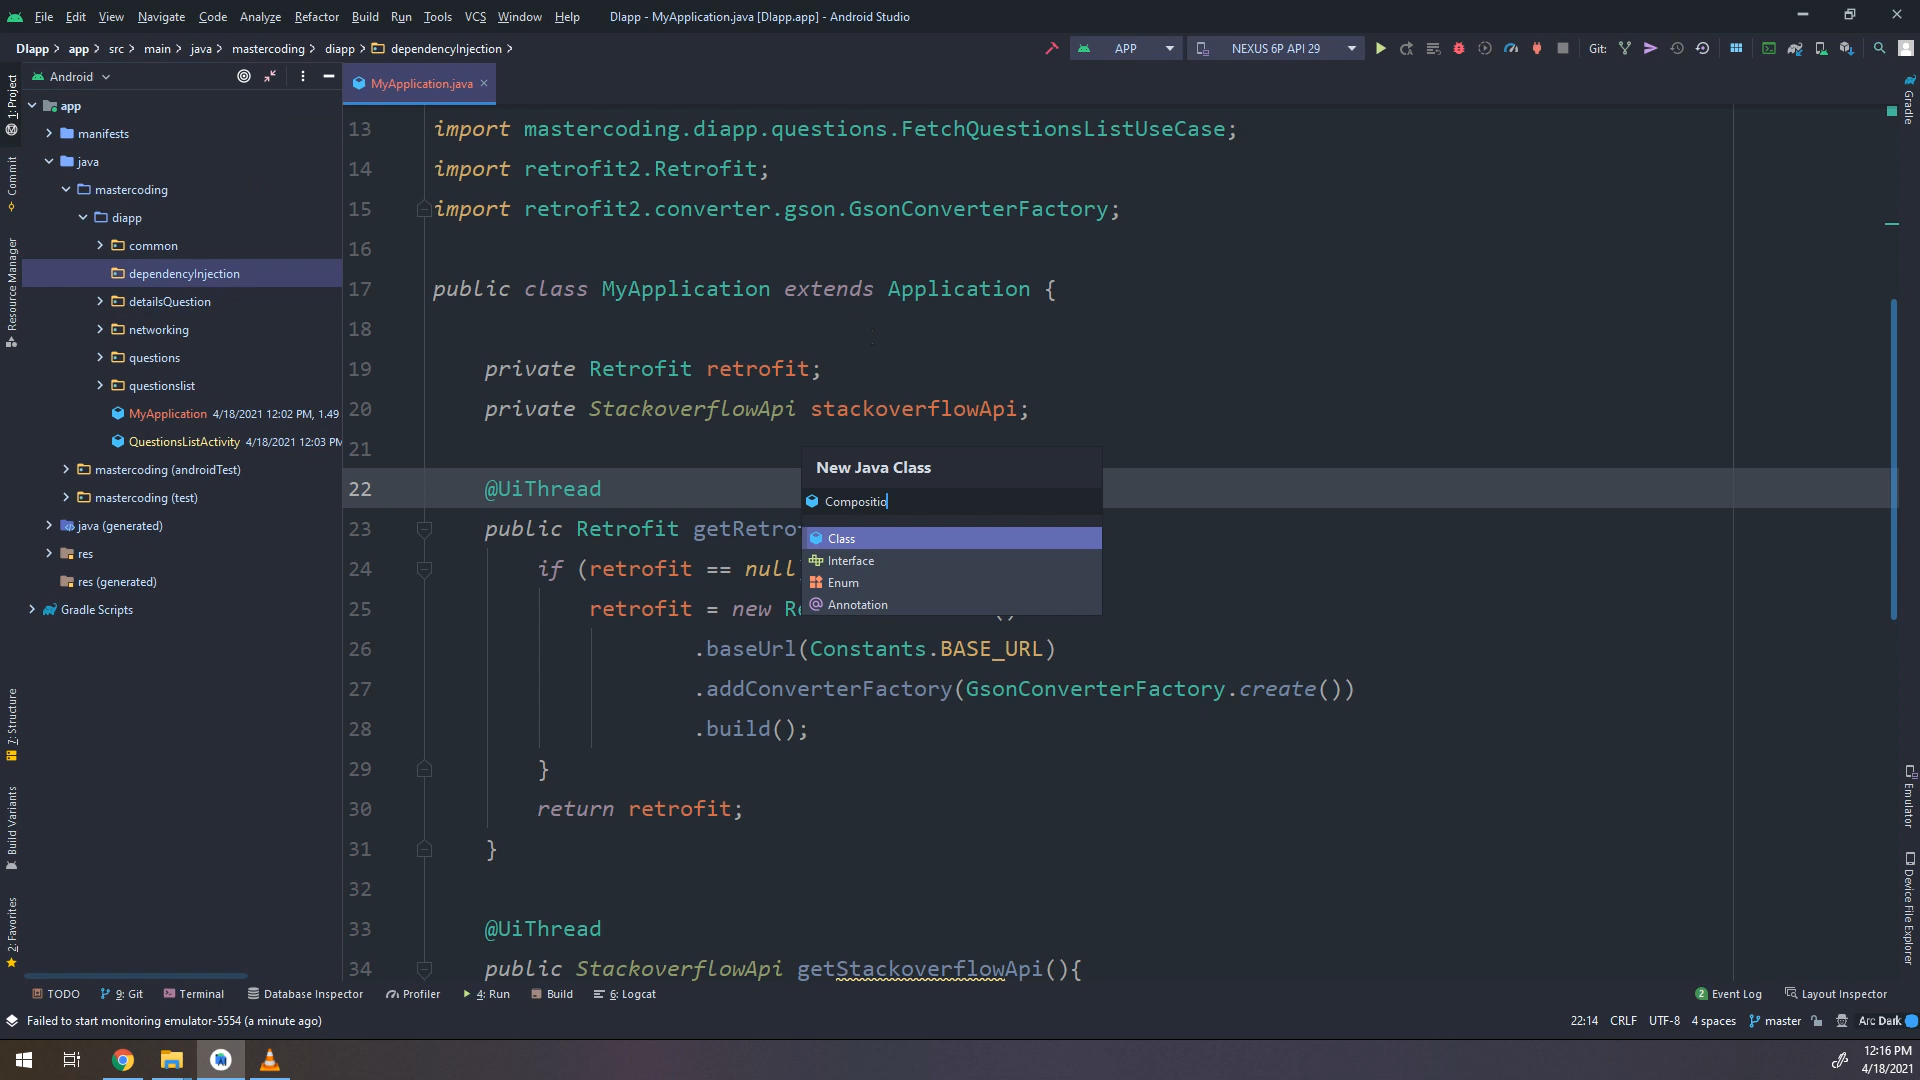 File Edit View Navigate Code Analyze Refactor Build Run Tools VCS Window Help DIapp - MyApplication.java [DIapp.app] - Android Studio
DIapp app src main java mastercoding diapp dependencyInjection
APP NEXUS 6P API 29 Git:
Android
MyApplication.java
1: Project
Commit
Resource Manager
7: Structure
Build Variants
2: Favorites
app
manifests
java
mastercoding
diapp
common
dependencyInjection
detailsQuestion
networking
questions
questionslist
MyApplication 4/18/2021 12:02 PM, 1.49
QuestionsListActivity 4/18/2021 12:03 PM
mastercoding (androidTest)
mastercoding (test)
java (generated)
res
res (generated)
Gradle Scripts
13 import mastercoding.diapp.questions.FetchQuestionsListUseCase;
14 import retrofit2.Retrofit;
15 import retrofit2.converter.gson.GsonConverterFactory;
16
17 public class MyApplication extends Application {
18
19 private Retrofit retrofit;
20 private StackoverflowApi stackoverflowApi;
21
22 @UiThread
23 public Retrofit getRetro
24 if (retrofit == null
25 retrofit = new Re
26 .baseUrl(Constants.BASE_URL)
27 .addConverterFactory(GsonConverterFactory.create())
28 .build();
29 }
30 return retrofit;
31 }
32
33 @UiThread
34 public StackoverflowApi getStackoverflowApi(){
New Java Class
Compositio
Class
Interface
Enum
Annotation
Gradle
Emulator
Device File Explorer
TODO 9: Git Terminal Database Inspector Profiler 4: Run Build 6: Logcat 2 Event Log Layout Inspector
Failed to start monitoring emulator-5554 (a minute ago) 22:14 CRLF UTF-8 4 spaces master Arc Dark
12:16 PM
4/18/2021